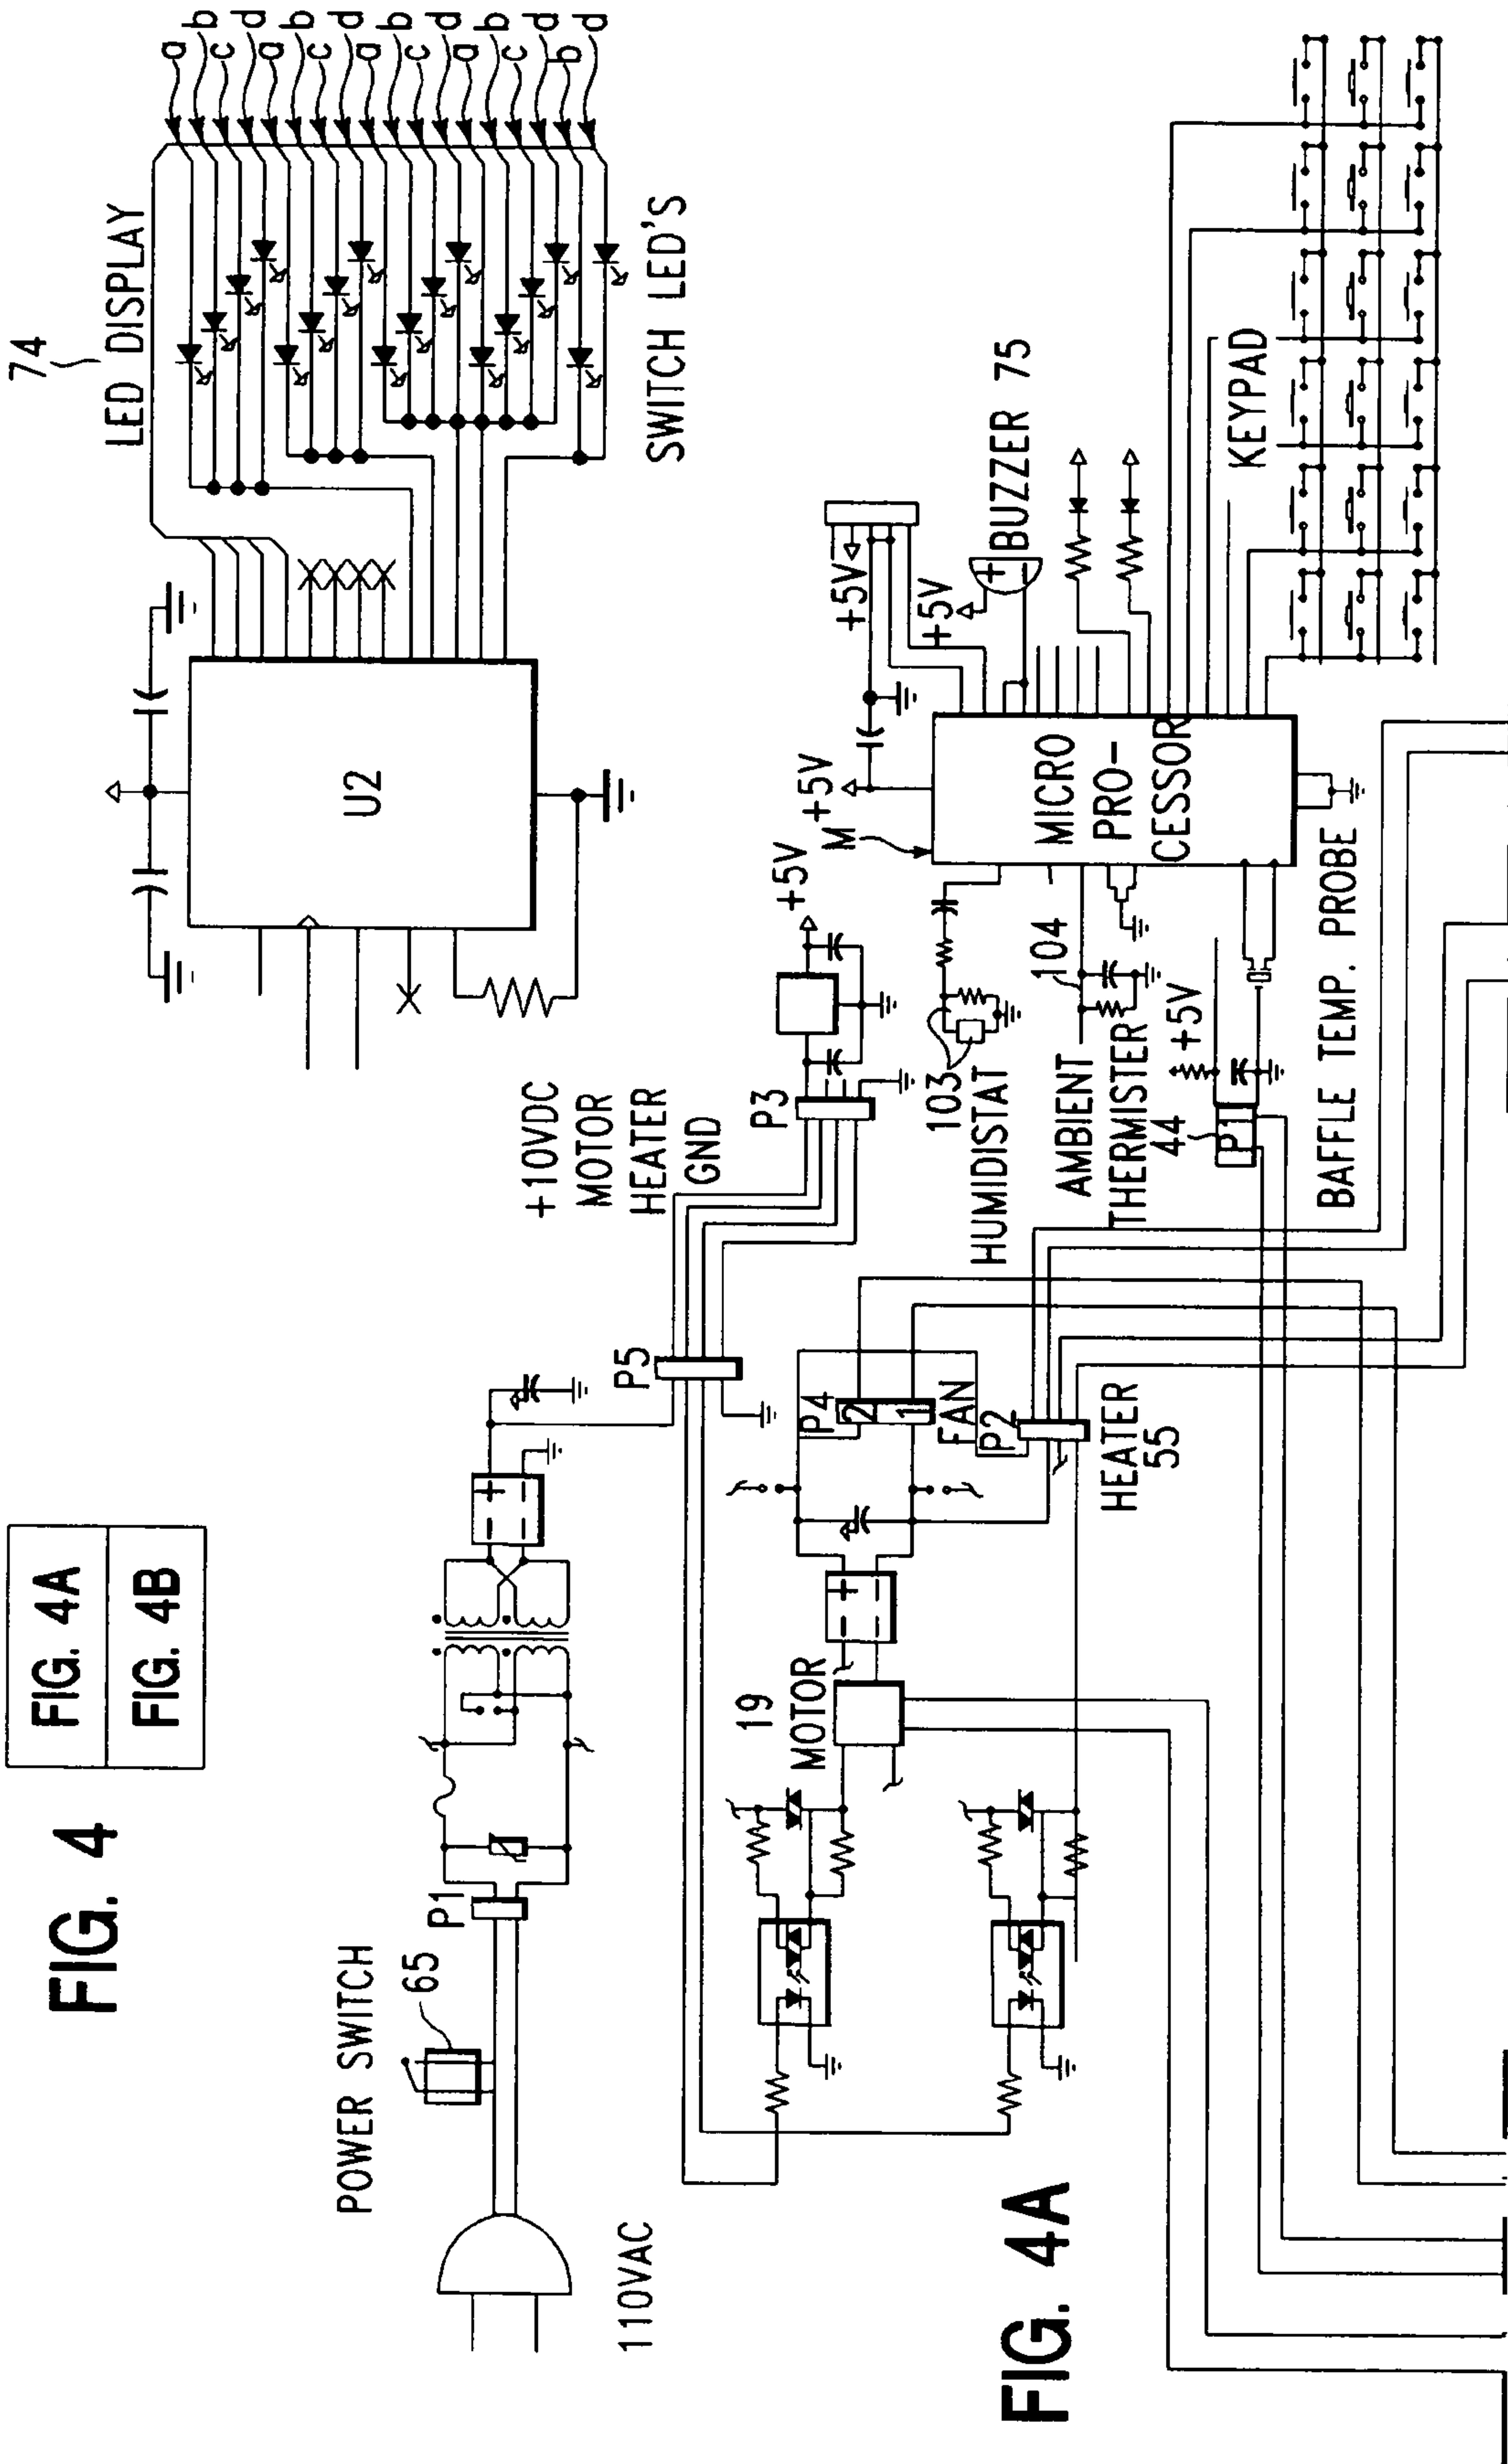 FIG. 4
FIG. 4A
FIG. 4B
74
LED DISPLAY
a
b
c
d
a
b
c
d
a
b
c
d
a
b
c
d
b
d
SWITCH LED'S
U2
POWER SWITCH
65
P1
110VAC
+10VDC
MOTOR
HEATER
GND
P5
P3
+5V
M
+5V
+5V
+5V
BUZZER 75
MICRO
PRO-
CESSOR
KEYPAD
103
HUMIDISTAT
104
AMBIENT
THERMISTER
44
+5V
P1
BAFFLE TEMP. PROBE
19
MOTOR
P4
2
1
FAN
P2
HEATER
55
FIG. 4A